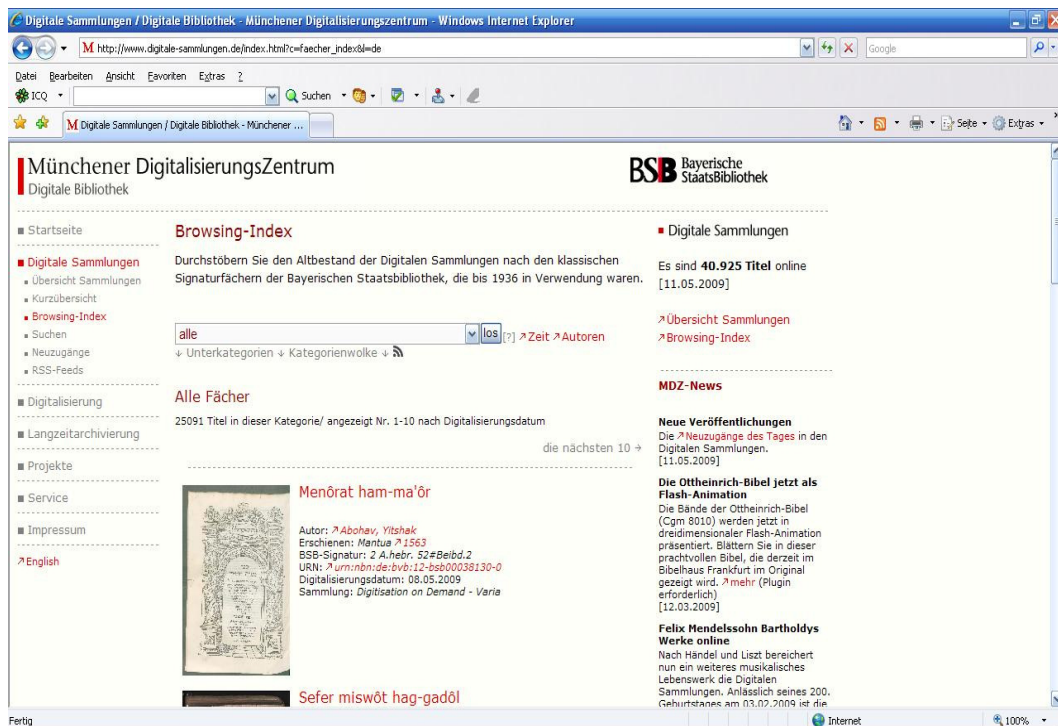 Digitale Sammlungen / Digitale Bibliothek - Münchener Digitalisierungszentrum - Windows Internet Explorer
M http://www.digitale-sammlungen.de/index.html?c=faecher_index&l=de
Google
Datei Bearbeiten Ansicht Favoriten Extras ?
ICQ Suchen
M Digitale Sammlungen / Digitale Bibliothek - Münchener ...
Seite Extras
Münchener DigitalisierungsZentrum
Digitale Bibliothek
BSB Bayerische
StaatsBibliothek
Startseite
Digitale Sammlungen
Übersicht Sammlungen
Kurzübersicht
Browsing-Index
Suchen
Neuzugänge
RSS-Feeds
Digitalisierung
Langzeitarchivierung
Projekte
Service
Impressum
English
Browsing-Index
Durchstöbern Sie den Altbestand der Digitalen Sammlungen nach den klassischen
Signaturfächern der Bayerischen Staatsbibliothek, die bis 1936 in Verwendung waren.
alle los [?] Zeit Autoren
Unterkategorien Kategorienwolke
Alle Fächer
25091 Titel in dieser Kategorie/ angezeigt Nr. 1-10 nach Digitalisierungsdatum
die nächsten 10
Menôrat ham-ma'ôr
Autor: Abohav, Yitshak
Erschienen: Mantua 1563
BSB-Signatur: 2 A.hebr. 52#Beibd.2
URN: urn:nbn:de:bvb:12-bsb00038130-0
Digitalisierungsdatum: 08.05.2009
Sammlung: Digitisation on Demand - Varia
Sefer miswôt hag-gadôl
Digitale Sammlungen
Es sind 40.925 Titel online
[11.05.2009]
Übersicht Sammlungen
Browsing-Index
MDZ-News
Neue Veröffentlichungen
Die Neuzugänge des Tages in den
Digitalen Sammlungen.
[11.05.2009]
Die Ottheinrich-Bibel jetzt als
Flash-Animation
Die Bände der Ottheinrich-Bibel
(Cgm 8010) werden jetzt in
dreidimensionaler Flash-Animation
präsentiert. Blättern Sie in dieser
prachtvollen Bibel, die derzeit im
Bibelhaus Frankfurt im Original
gezeigt wird. mehr (Plugin
erforderlich)
[12.03.2009]
Felix Mendelssohn Bartholdys
Werke online
Nach Händel und Liszt bereichert
nun ein weiteres musikalisches
Lebenswerk die Digitalen
Sammlungen. Anlässlich seines 200.
Geburtstages am 03.02.2009 ist die
Fertig
Internet
100%